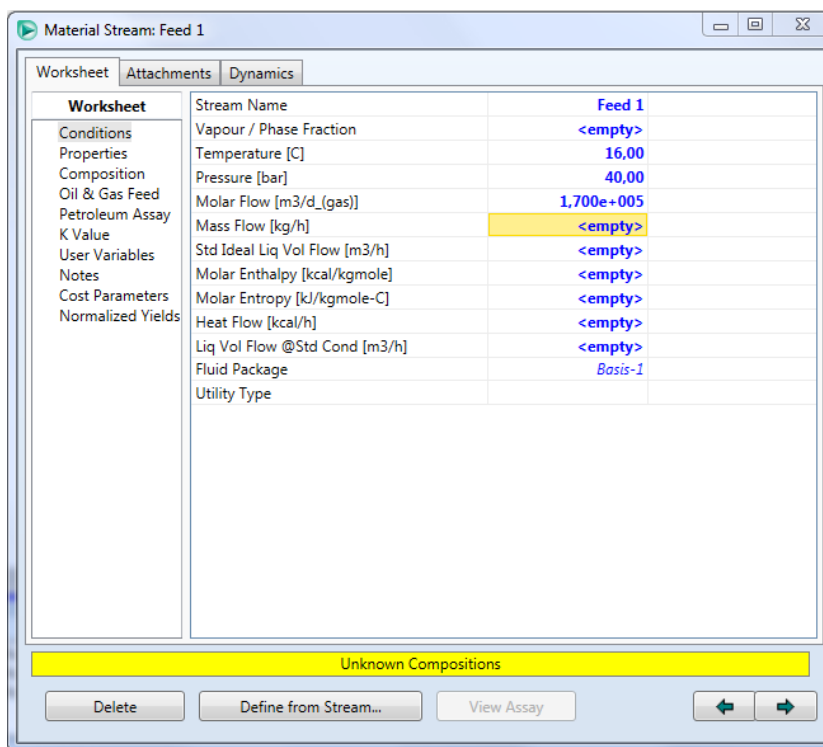 Material Stream: Feed 1
Worksheet Attachments Dynamics
Worksheet
Conditions
Properties
Composition
Oil & Gas Feed
Petroleum Assay
K Value
User Variables
Notes
Cost Parameters
Normalized Yields
Stream Name Feed 1
Vapour / Phase Fraction <empty>
Temperature [C] 16,00
Pressure [bar] 40,00
Molar Flow [m3/d_(gas)] 1,700e+005
Mass Flow [kg/h] <empty>
Std Ideal Liq Vol Flow [m3/h] <empty>
Molar Enthalpy [kcal/kgmole] <empty>
Molar Entropy [kJ/kgmole-C] <empty>
Heat Flow [kcal/h] <empty>
Liq Vol Flow @Std Cond [m3/h] <empty>
Fluid Package Basis-1
Utility Type
Unknown Compositions
Delete Define from Stream... View Assay